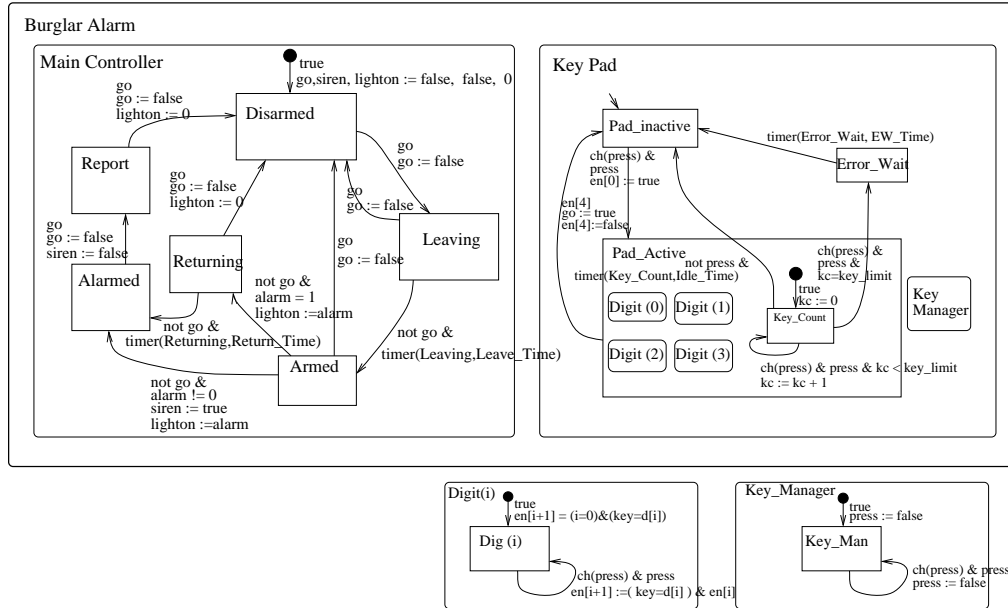 Burglar Alarm
Main Controller
true
go,siren, lighton := false, false, 0
Disarmed
go
go := false
lighton := 0
Report
go
go := false
lighton := 0
go
go := false
go
go := false
Leaving
go
go := false
siren := false
Returning
go
go := false
Alarmed
not go &
alarm = 1
lighton :=alarm
not go &
timer(Returning,Return_Time)
not go &
timer(Leaving,Leave_Time)
Armed
not go &
alarm != 0
siren := true
lighton :=alarm
Key Pad
Pad_inactive
timer(Error_Wait, EW_Time)
Error_Wait
ch(press) &
press
en[0] := true
en[4]
go := true
en[4]:=false
Pad_Active
not press &
timer(Key_Count,Idle_Time)
ch(press) &
press &
kc=key_limit
true
kc := 0
Digit (0)
Digit (1)
Key_Count
Key
Manager
Digit (2)
Digit (3)
ch(press) & press & kc < key_limit
kc := kc + 1
Digit(i)
true
en[i+1] = (i=0)&(key=d[i])
Dig (i)
ch(press) & press
en[i+1] :=( key=d[i] ) & en[i]
Key_Manager
true
press := false
Key_Man
ch(press) & press
press := false